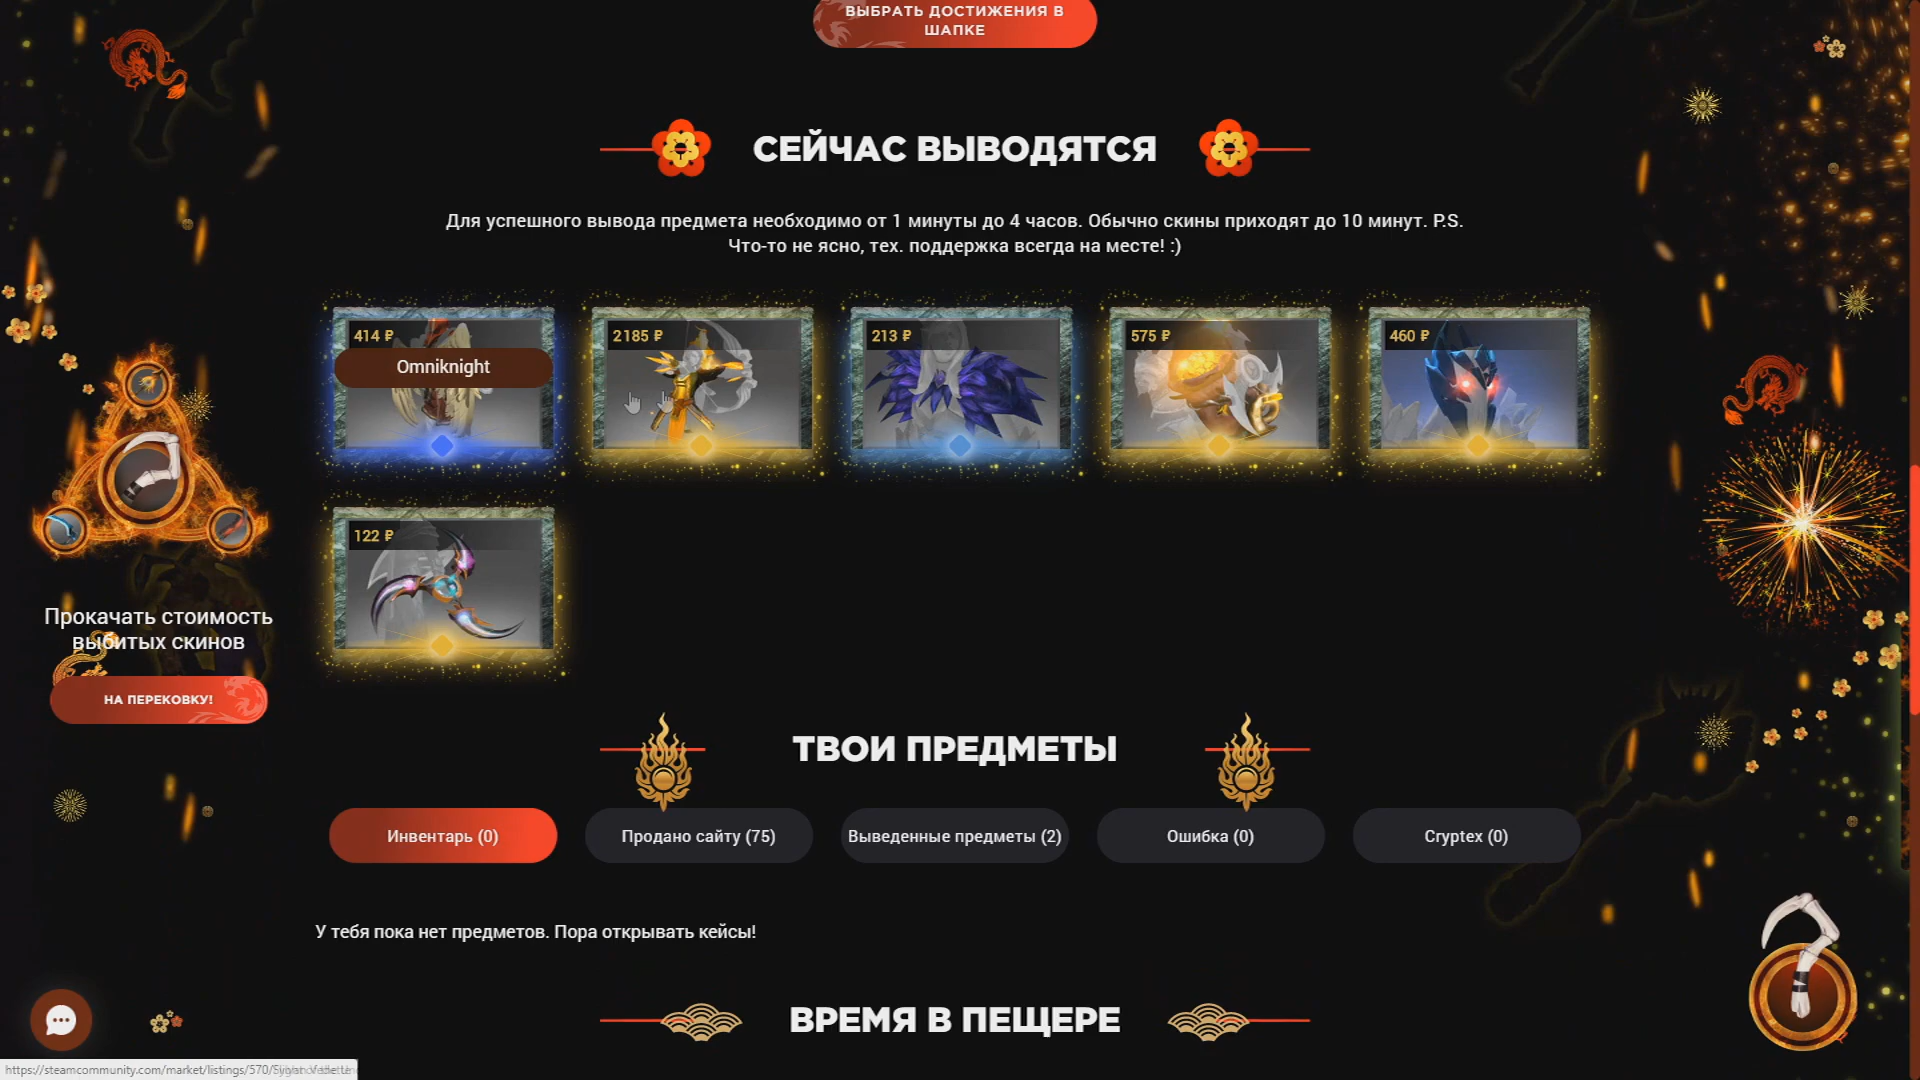 ВЫБРАТЬ ДОСТИЖЕНИЯ В
ШАПКЕ
СЕЙЧАС ВЫВОДЯТСЯ
Для успешного вывода предмета необходимо от 1 минуты до 4 часов. Обычно скины приходят до 10 минут. P.S.
Что-то не ясно, тех. поддержка всегда на месте! :)
414 ₽
Omniknight
2185 ₽
213 ₽
575 ₽
460 ₽
122 ₽
Прокачать стоимость
выбитых скинов
НА ПЕРЕКОВКУ!
ТВОИ ПРЕДМЕТЫ
Инвентарь (0)
Продано сайту (75)
Выведенные предметы (2)
Ошибка (0)
Cryptex (0)
У тебя пока нет предметов. Пора открывать кейсы!
ВРЕМЯ В ПЕЩЕРЕ
https://steamcommunity.com/market/listings/570/